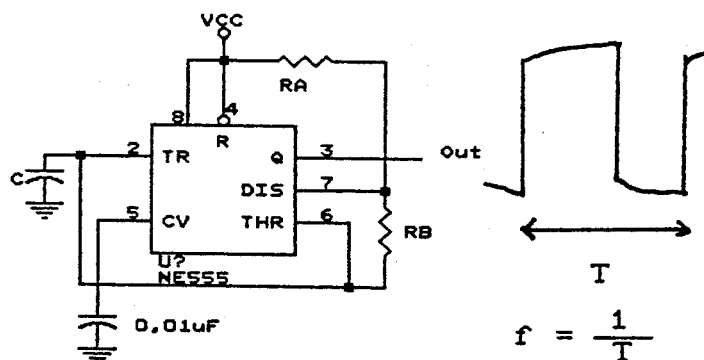 VCC
RA
8
4
R
2
TR
Q
3
Out
C
DIS
7
5
CV
THR
6
RB
U?
NE555
0.01uF
T
f = 1/T